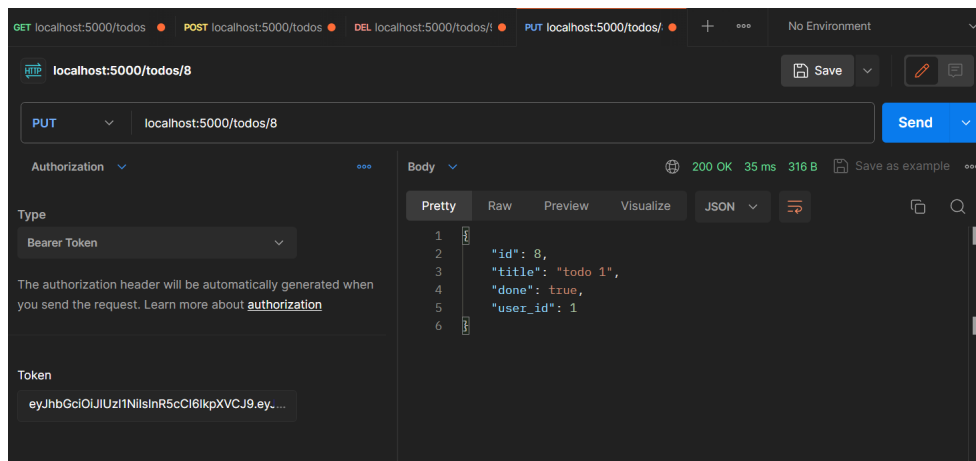 GET localhost:5000/todos POST localhost:5000/todos DEL localhost:5000/todos/! PUT localhost:5000/todos/ No Environment
HTTP localhost:5000/todos/8 Save
PUT localhost:5000/todos/8 Send
Authorization
Body 200 OK 35 ms 316 B Save as example
Pretty Raw Preview Visualize JSON
Type
Bearer Token
The authorization header will be automatically generated when
you send the request. Learn more about authorization
Token
eyJhbGciOiJIUzI1NiIsInR5cCI6IkpXVCJ9.ey....
1 {
2 "id": 8,
3 "title": "todo 1",
4 "done": true,
5 "user_id": 1
6 }